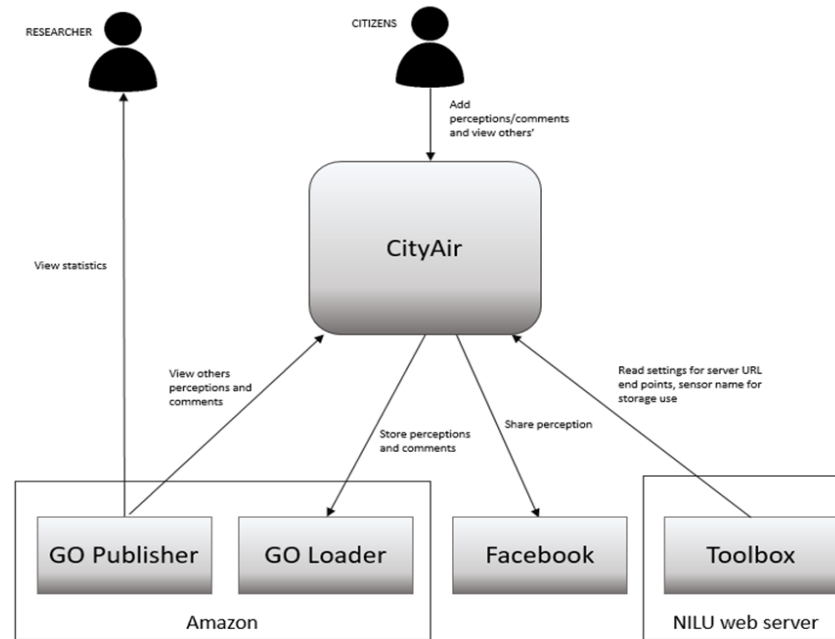 RESEARCHER
CITIZENS
Add
perceptions/comments
and view others'
CityAir
View statistics
View others
perceptions and
comments
Store perceptions
and comments
Share perception
Read settings for server URL
end points, sensor name for
storage use
GO Publisher
GO Loader
Facebook
Toolbox
Amazon
NILU web server